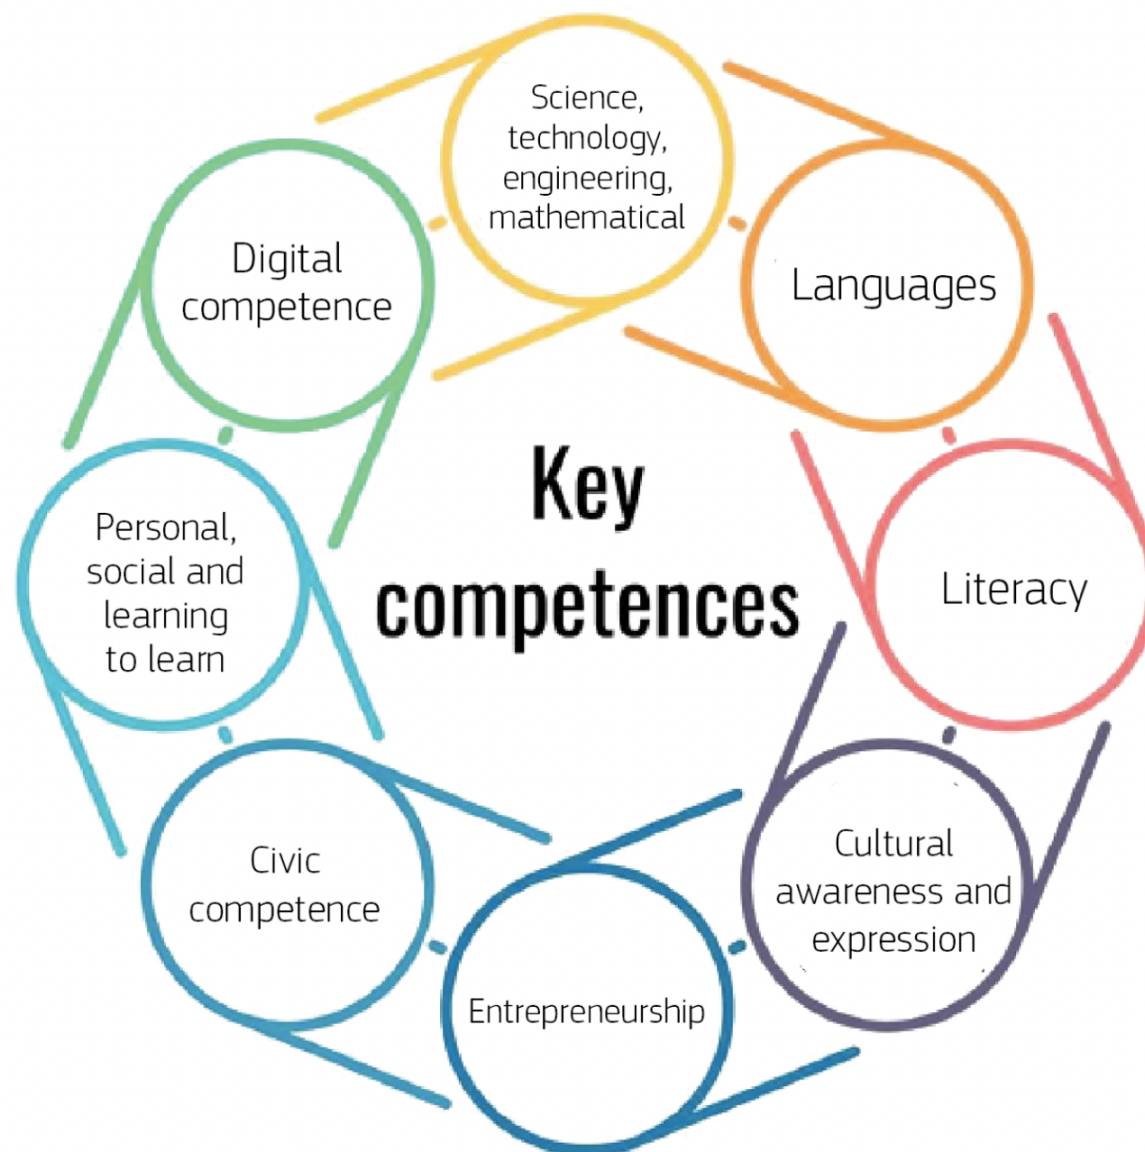 Science,
technology,
engineering,
mathematical
Languages
Literacy
Cultural
awareness and
expression
Entrepreneurship
Civic
competence
Personal,
social and
learning
to learn
Digital
competence
Key
competences